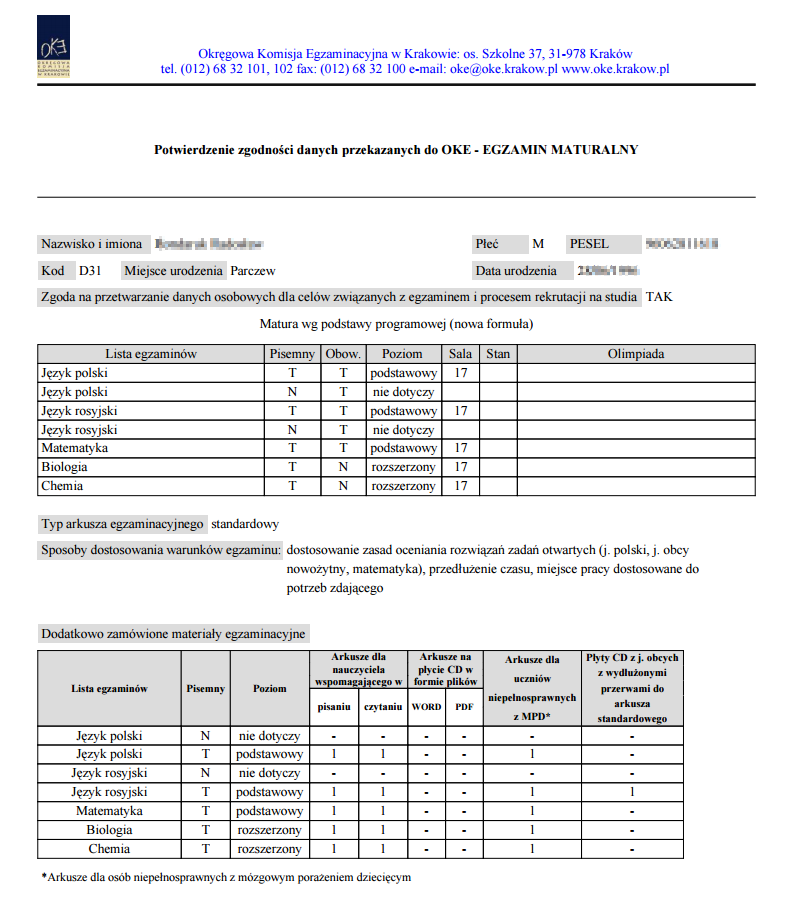 OKE
OKRĘGOWA
KOMISJA
EGZAMINACYJNA
W KRAKOWIE
Okręgowa Komisja Egzaminacyjna w Krakowie: os. Szkolne 37, 31-978 Kraków
tel. (012) 68 32 101, 102 fax: (012) 68 32 100 e-mail: oke@oke.krakow.pl www.oke.krakow.pl
Potwierdzenie zgodności danych przekazanych do OKE - EGZAMIN MATURALNY
Nazwisko i imiona Płeć M PESEL
Kod D31 Miejsce urodzenia Parczew Data urodzenia
Zgoda na przetwarzanie danych osobowych dla celów związanych z egzaminem i procesem rekrutacji na studia TAK
Matura wg podstawy programowej (nowa formuła)
Lista egzaminów Pisemny Obow. Poziom Sala Stan Olimpiada
Język polski T T podstawowy 17
Język polski N T nie dotyczy
Język rosyjski T T podstawowy 17
Język rosyjski N T nie dotyczy
Matematyka T T podstawowy 17
Biologia T N rozszerzony 17
Chemia T N rozszerzony 17
Typ arkusza egzaminacyjnego standardowy
Sposoby dostosowania warunków egzaminu: dostosowanie zasad oceniania rozwiązań zadań otwartych (j. polski, j. obcy
nowożytny, matematyka), przedłużenie czasu, miejsce pracy dostosowane do
potrzeb zdającego
Dodatkowo zamówione materiały egzaminacyjne
Lista egzaminów Pisemny Poziom
Arkusze dla
nauczyciela
wspomagającego w
pisaniu czytaniu
Arkusze na
płycie CD w
formie plików
WORD PDF
Arkusze dla
uczniów
niepełnosprawnych
z MPD*
Płyty CD z j. obcych
z wydłużonymi
przerwami do
arkusza
standardowego
Język polski N nie dotyczy - - - - - -
Język polski T podstawowy 1 1 - - 1 -
Język rosyjski N nie dotyczy - - - - - -
Język rosyjski T podstawowy 1 1 - - 1 1
Matematyka T podstawowy 1 1 - - 1 -
Biologia T rozszerzony 1 1 - - 1 -
Chemia T rozszerzony 1 1 - - 1 -
*Arkusze dla osób niepełnosprawnych z mózgowym porażeniem dziecięcym